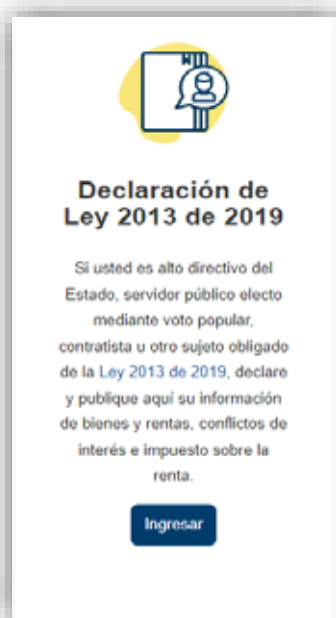 Declaración de
Ley 2013 de 2019
Si usted es alto directivo del
Estado, servidor público electo
mediante voto popular,
contratista u otro sujeto obligado
de la Ley 2013 de 2019, declare
y publique aquí su información
de bienes y rentas, conflictos de
interés e impuesto sobre la
renta.
Ingresar